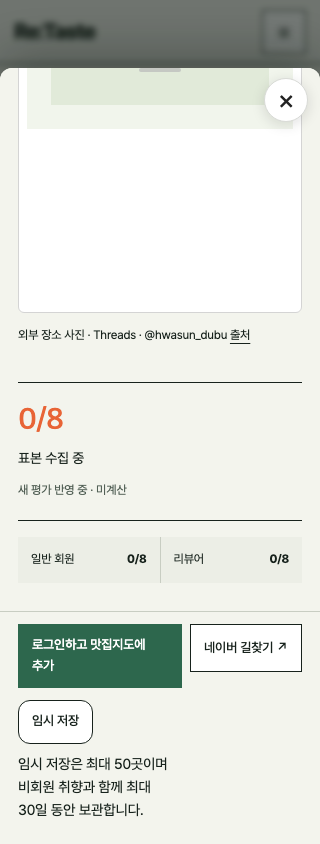 Re:Taste
×
외부 장소 사진 · Threads · @hwasun_dubu 출처
0/8
표본 수집 중
새 평가 반영 중 · 미계산
일반 회원 0/8 리뷰어 0/8
로그인하고 맛집지도에
추가
네이버 길찾기 ↗
임시 저장
임시 저장은 최대 50곳이며
비회원 취향과 함께 최대
30일 동안 보관합니다.